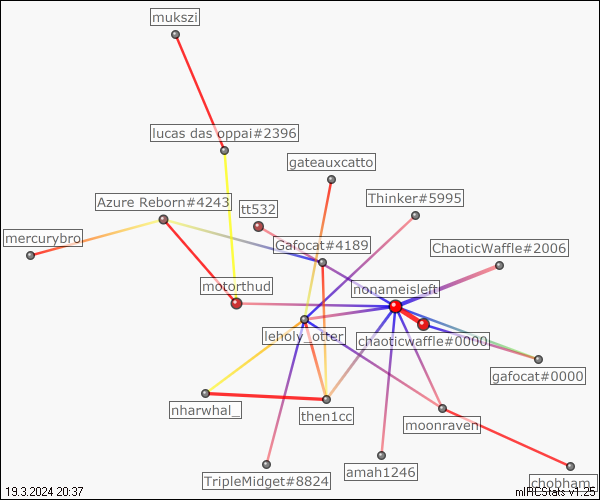 mukszi
lucas das oppai#2396
gateauxcatto
Thinker#5995
Azure Reborn#4243
tt532
mercurybro
Gafocat#4189
ChaoticWaffle#2006
motorthud
nonameisleft
leholy_otter
chaoticwaffle#0000
gafocat#0000
nharwhal_
then1cc
moonraven
TripleMidget#8824
amah1246
chobham_
19.3.2024 20:37
mIRCStats v1.25